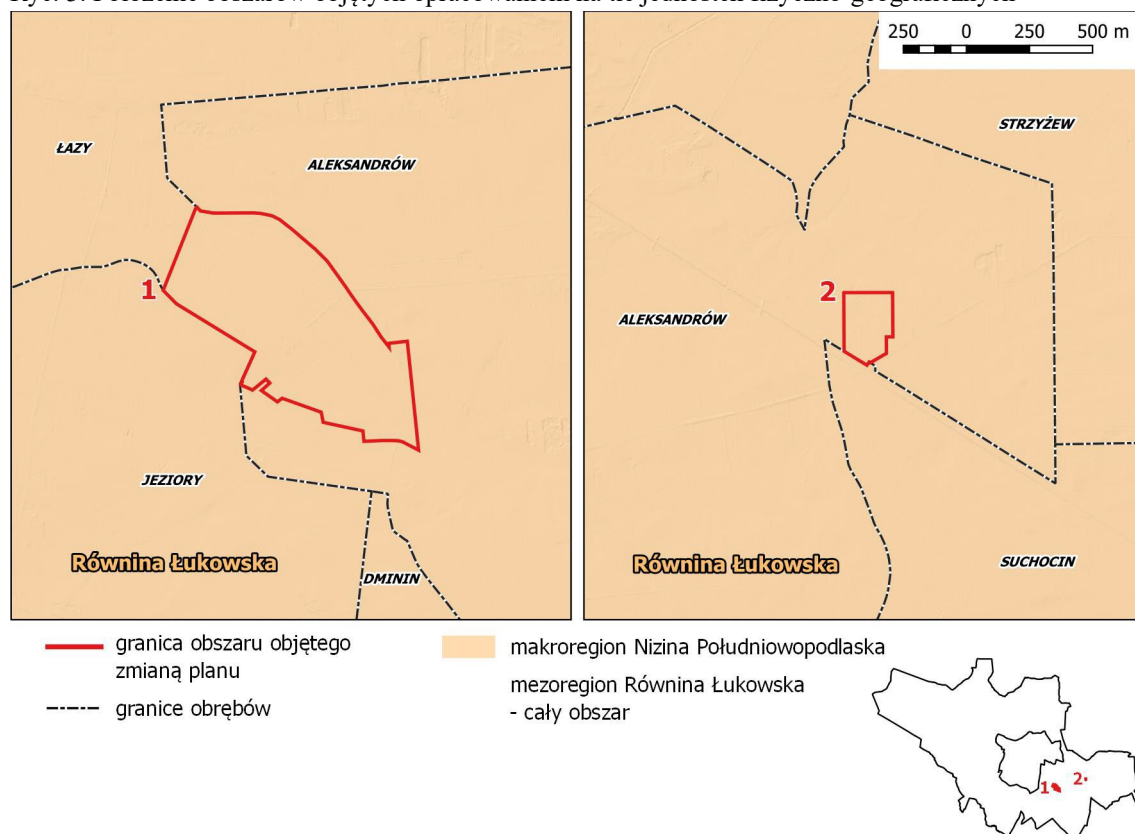 250 0 250 500 m
ŁAZY
ALEKSANDRÓW
1
JEZIORY
Równina Łukowska
DMININ
STRZYŻEW
2
ALEKSANDRÓW
Równina Łukowska
SUCHOCIN
granica obszaru objętego
zmianą planu
granice obrębów
makroregion Nizina Południowopodlaska
mezoregion Równina Łukowska
- cały obszar
1
2